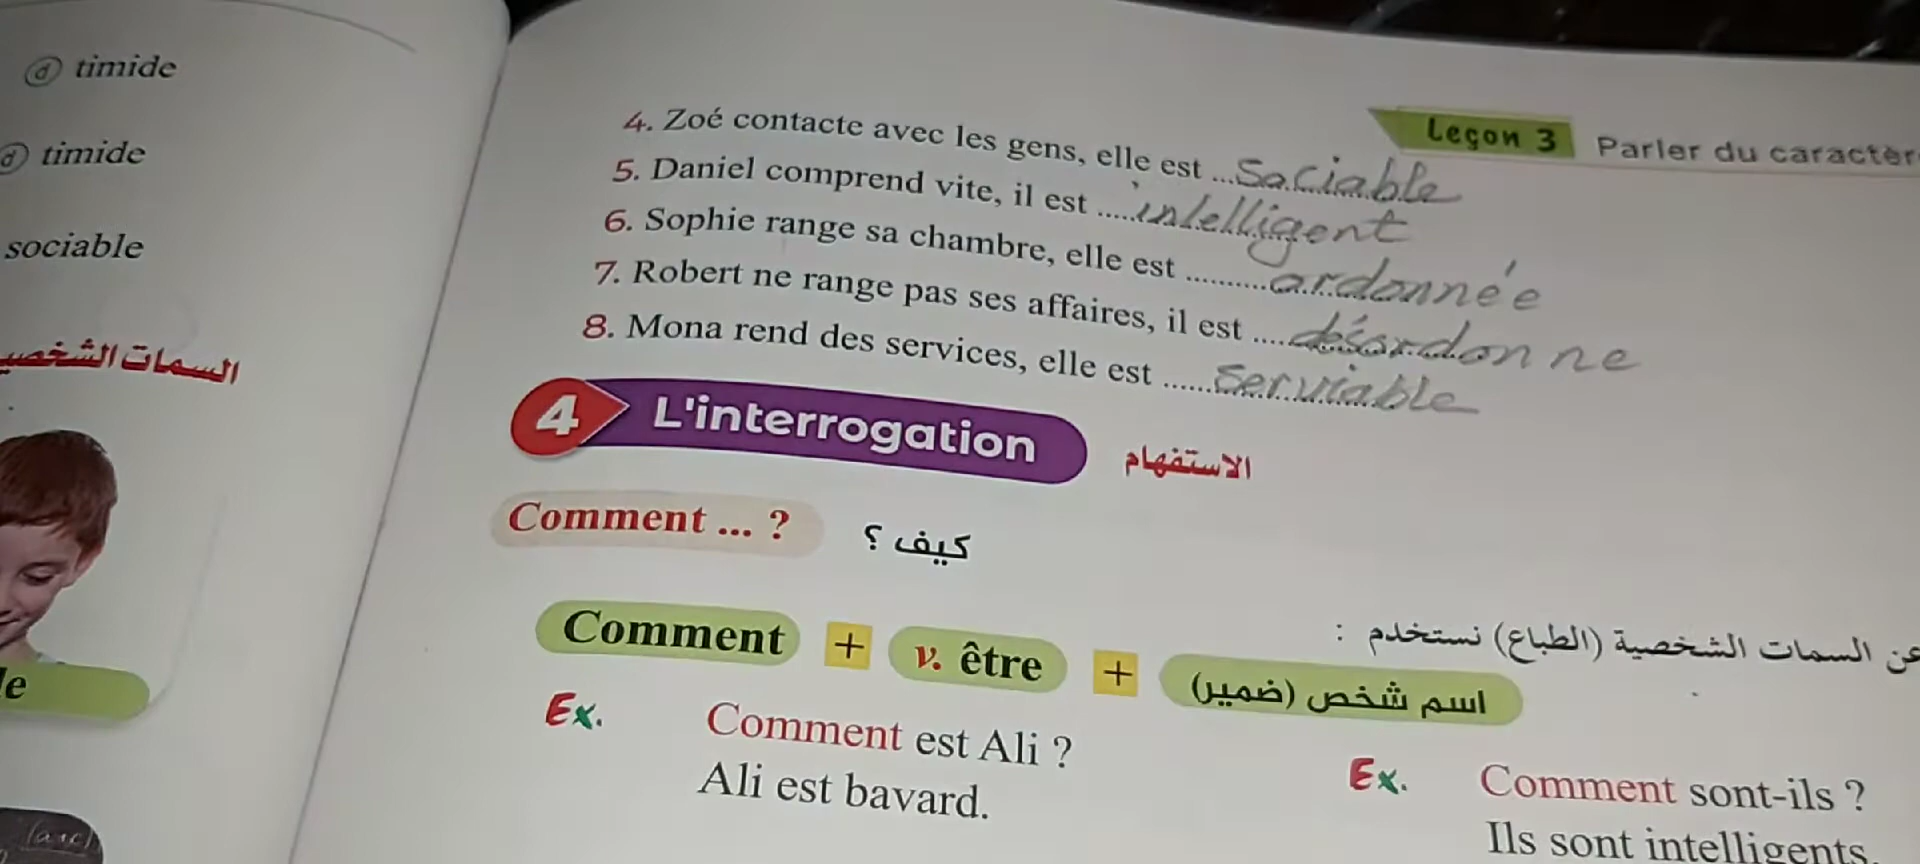 ⓓ timide
ⓓ timide
sociable
السمات الشخصي
le
Leçon 3 Parler du caractèr
4. Zoé contacte avec les gens, elle est ... Sociable
5. Daniel comprend vite, il est ..... intelligent
6. Sophie range sa chambre, elle est ......... ordonnée
7. Robert ne range pas ses affaires, il est .... désordonne
8. Mona rend des services, elle est ...... serviable
4 L'interrogation الاستفهام
Comment ... ? كيف ؟
عن السمات الشخصية (الطباع) نستخدم :
Comment + v. être + اسم شخص (ضمير)
Ex. Comment est Ali ?
Ali est bavard.
Ex. Comment sont-ils ?
Ils sont intelligents.